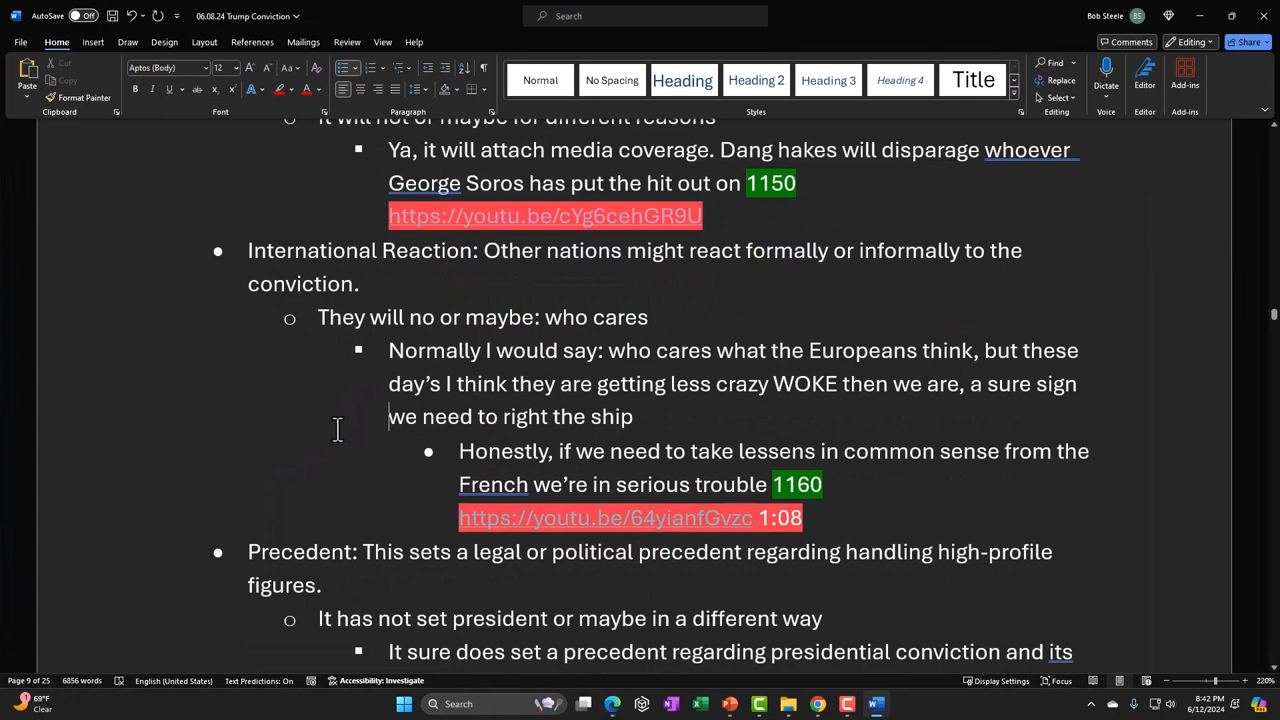 AutoSave Off 06.08.24 Trump Conviction Search Bob Steele BS
File Home Insert Draw Design Layout References Mailings Review View Help Comments Editing Share
Paste Cut Copy Format Painter
Aptos (Body) 12
Normal No Spacing Heading Heading 2 Heading 3 Heading 4 Title
Find Replace Select Dictate Editor Add-ins
Clipboard Font Paragraph Styles Editing Voice Editor Add-ins
o It will not or maybe for different reasons
▪ Ya, it will attach media coverage. Dang hakes will disparage whoever
George Soros has put the hit out on 1150
https://youtu.be/cYg6cehGR9U
• International Reaction: Other nations might react formally or informally to the
conviction.
o They will no or maybe: who cares
▪ Normally I would say: who cares what the Europeans think, but these
day's I think they are getting less crazy WOKE then we are, a sure sign
we need to right the ship
• Honestly, if we need to take lessens in common sense from the
French we're in serious trouble 1160
https://youtu.be/64yianfGvzc 1:08
• Precedent: This sets a legal or political precedent regarding handling high-profile
figures.
o It has not set president or maybe in a different way
▪ It sure does set a precedent regarding presidential conviction and its
Page 9 of 25 6856 words English (United States) Text Predictions: On Accessibility: Investigate Display Settings Focus 220%
69°F
Clear
Search
8:42 PM
6/12/2024